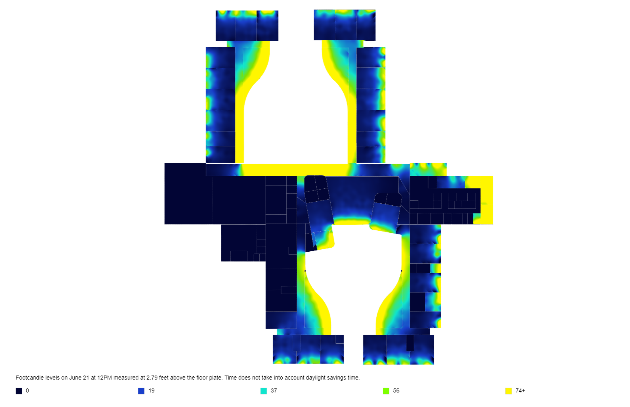 Footcandle levels on June 21 at 12PM measured at 2.79 feet above the floor plate. Time does not take into account daylight savings time.
0 19 37 56 74+